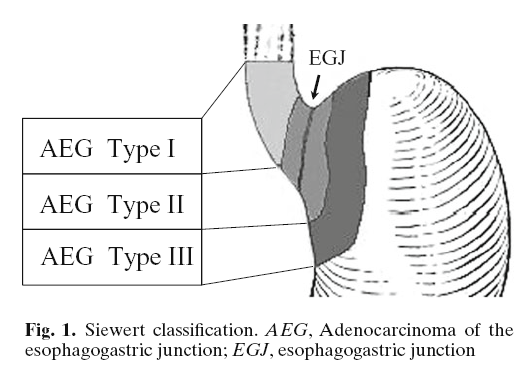 EGJ
AEG Type I
AEG Type II
AEG Type III
Fig. 1. Siewert classification. AEG, Adenocarcinoma of the
esophagogastric junction; EGJ, esophagogastric junction